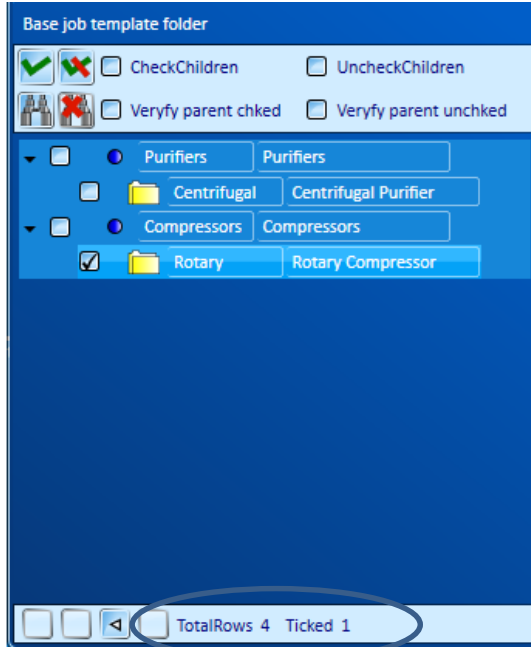 Base job template folder
CheckChildren UncheckChildren
Veryfy parent chked Veryfy parent unchked
Purifiers Purifiers
Centrifugal Centrifugal Purifier
Compressors Compressors
Rotary Rotary Compressor
TotalRows 4 Ticked 1